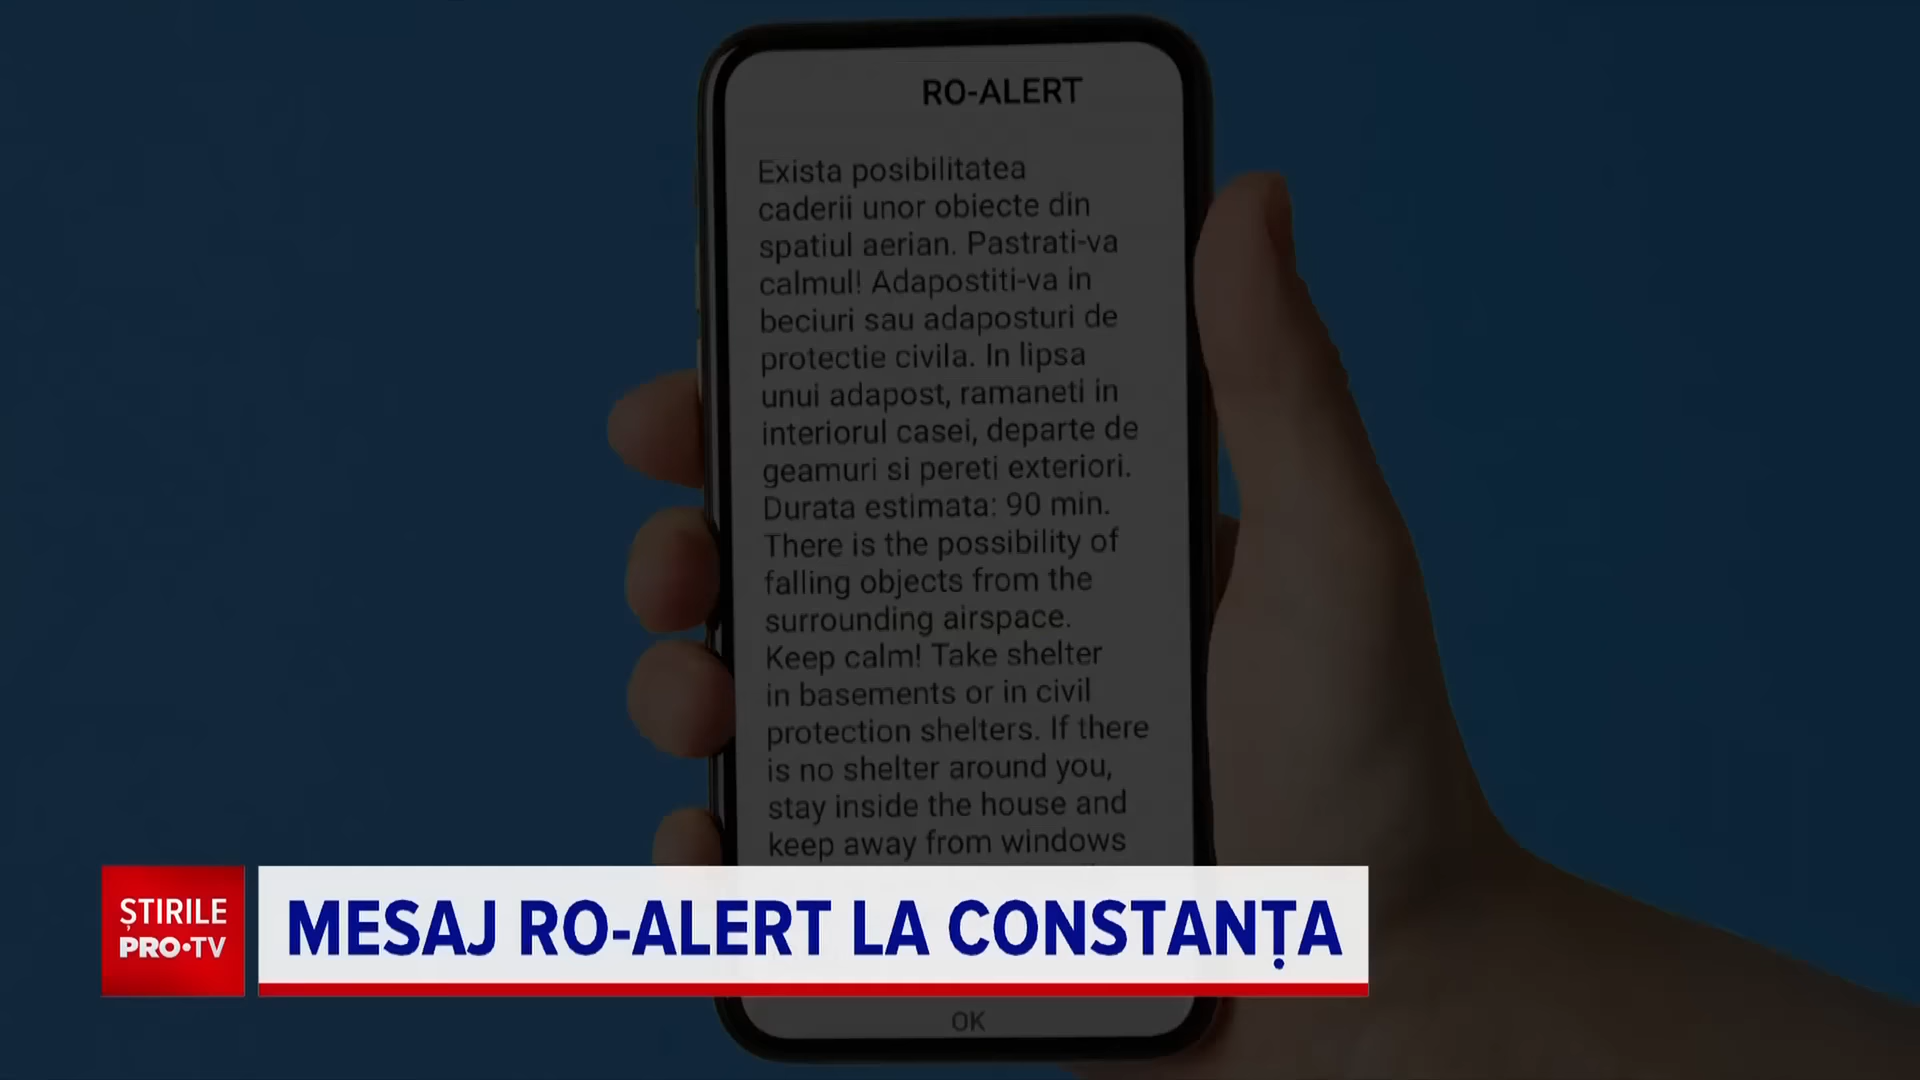 RO-ALERT
Exista posibilitatea
caderii unor obiecte din
spatiul aerian. Pastrati-va
calmul! Adapostiti-va in
beciuri sau adaposturi de
protectie civila. In lipsa
unui adapost, ramaneti in
interiorul casei, departe de
geamuri si pereti exteriori.
Durata estimata: 90 min.
There is the possibility of
falling objects from the
surrounding airspace.
Keep calm! Take shelter
in basements or in civil
protection shelters. If there
is no shelter around you,
stay inside the house and
keep away from windows
ȘTIRILE
PRO•TV
MESAJ RO-ALERT LA CONSTANȚA
OK